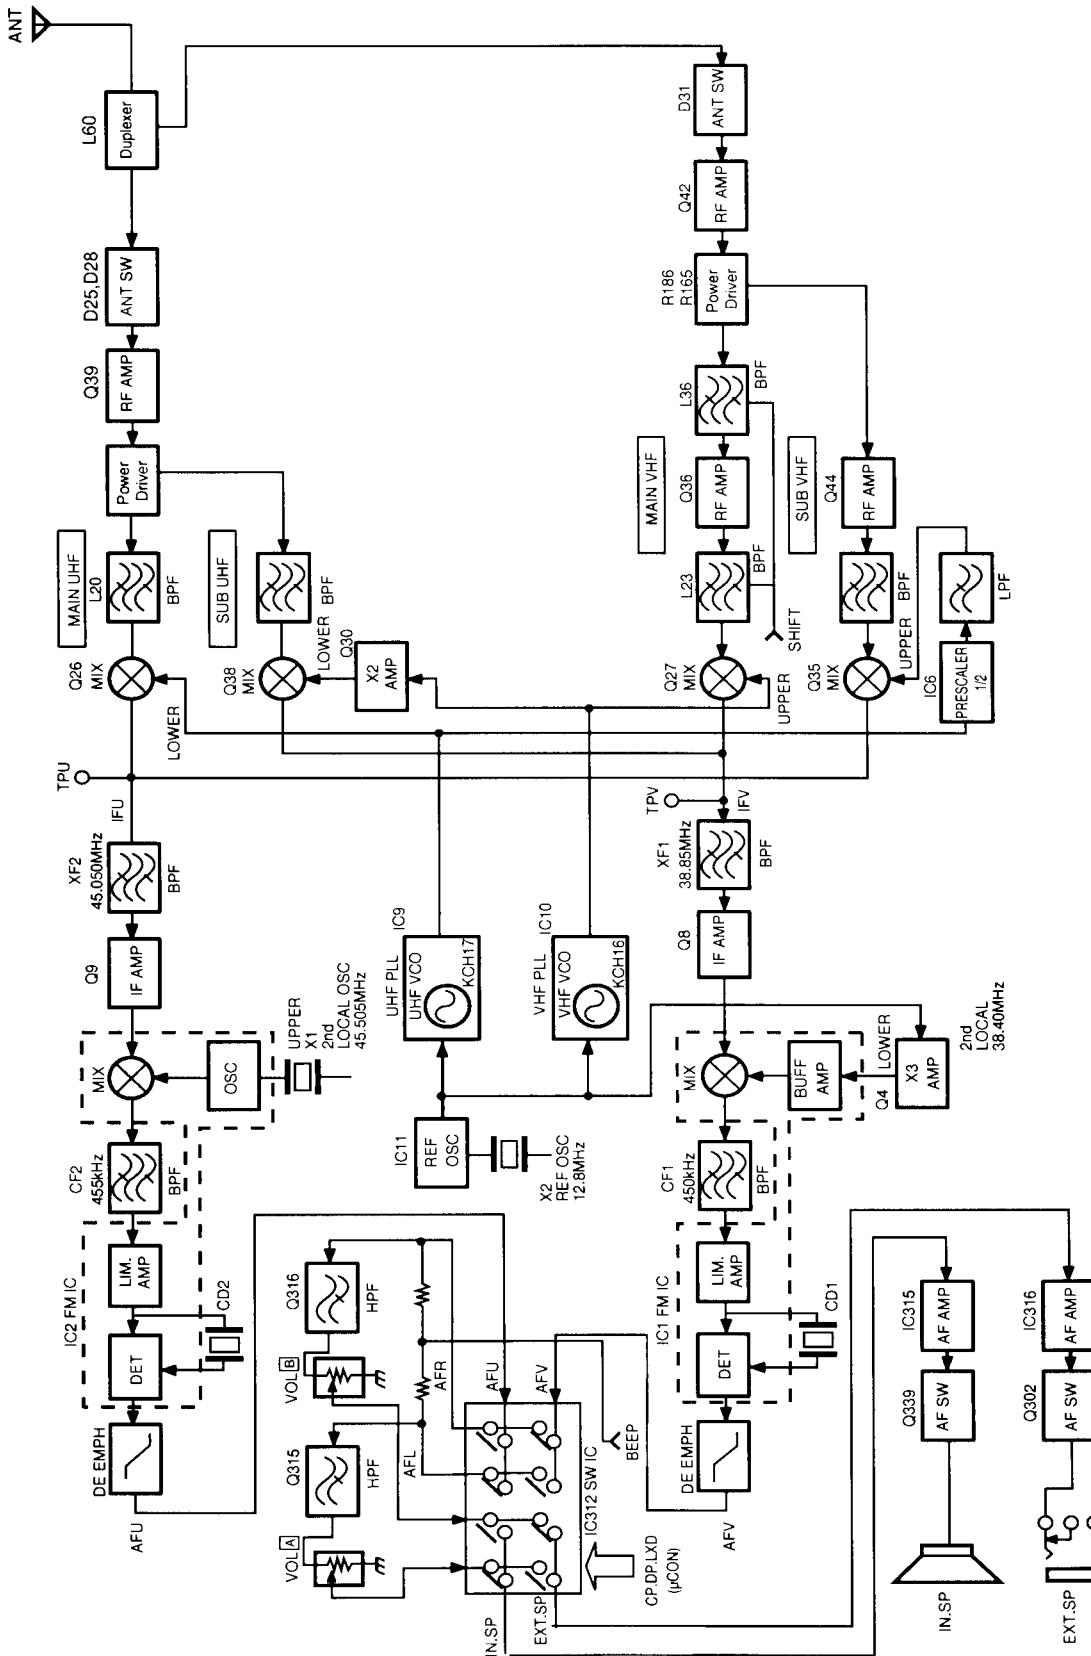 ANT
L60
Duplexer
D25,D28
ANT SW
Q39
RF AMP
Power
Driver
MAIN UHF
L20
BPF
Q26
MIX
LOWER
TPU
IFU
XF2
45.050MHz
BPF
Q9
IF AMP
MIX
OSC
UPPER
X1
2nd
LOCAL OSC
45.505MHz
CF2
455kHz
BPF
IC2 FM IC
LIM.
AMP
CD2
DET
DE EMPH
AFU
SUB UHF
BPF
Q38
MIX
LOWER
Q30
X2
AMP
UHF PLL
UHF VCO
IC9
KCH17
VHF PLL
VHF VCO
IC10
KCH16
IC11
REF
OSC
X2
REF OSC
12.8MHz
D31
ANT SW
Q42
RF AMP
R186
R165
Power
Driver
L36
BPF
MAIN VHF
Q36
RF AMP
L23
BPF
SHIFT
Q27
MIX
UPPER
SUB VHF
Q44
RF AMP
BPF
Q35
MIX
UPPER
LPF
IC6
PRESCALER
1/2
TPV
IFV
XF1
38.85MHz
BPF
Q8
IF AMP
MIX
BUFF
AMP
LOWER
Q4
X3
AMP
2nd
LOCAL
38.40MHz
CF1
450kHz
BPF
IC1 FM IC
LIM.
AMP
CD1
DET
DE EMPH
AFV
Q316
HPF
VOL B
AFR
AFU
AFV
Q315
HPF
AFL
VOL A
BEEP
IC312 SW IC
CP.DP.LXD
(μCON)
IN.SP
EXT.SP
IC315
AF AMP
Q339
AF SW
IN.SP
IC316
AF AMP
Q302
AF SW
EXT.SP